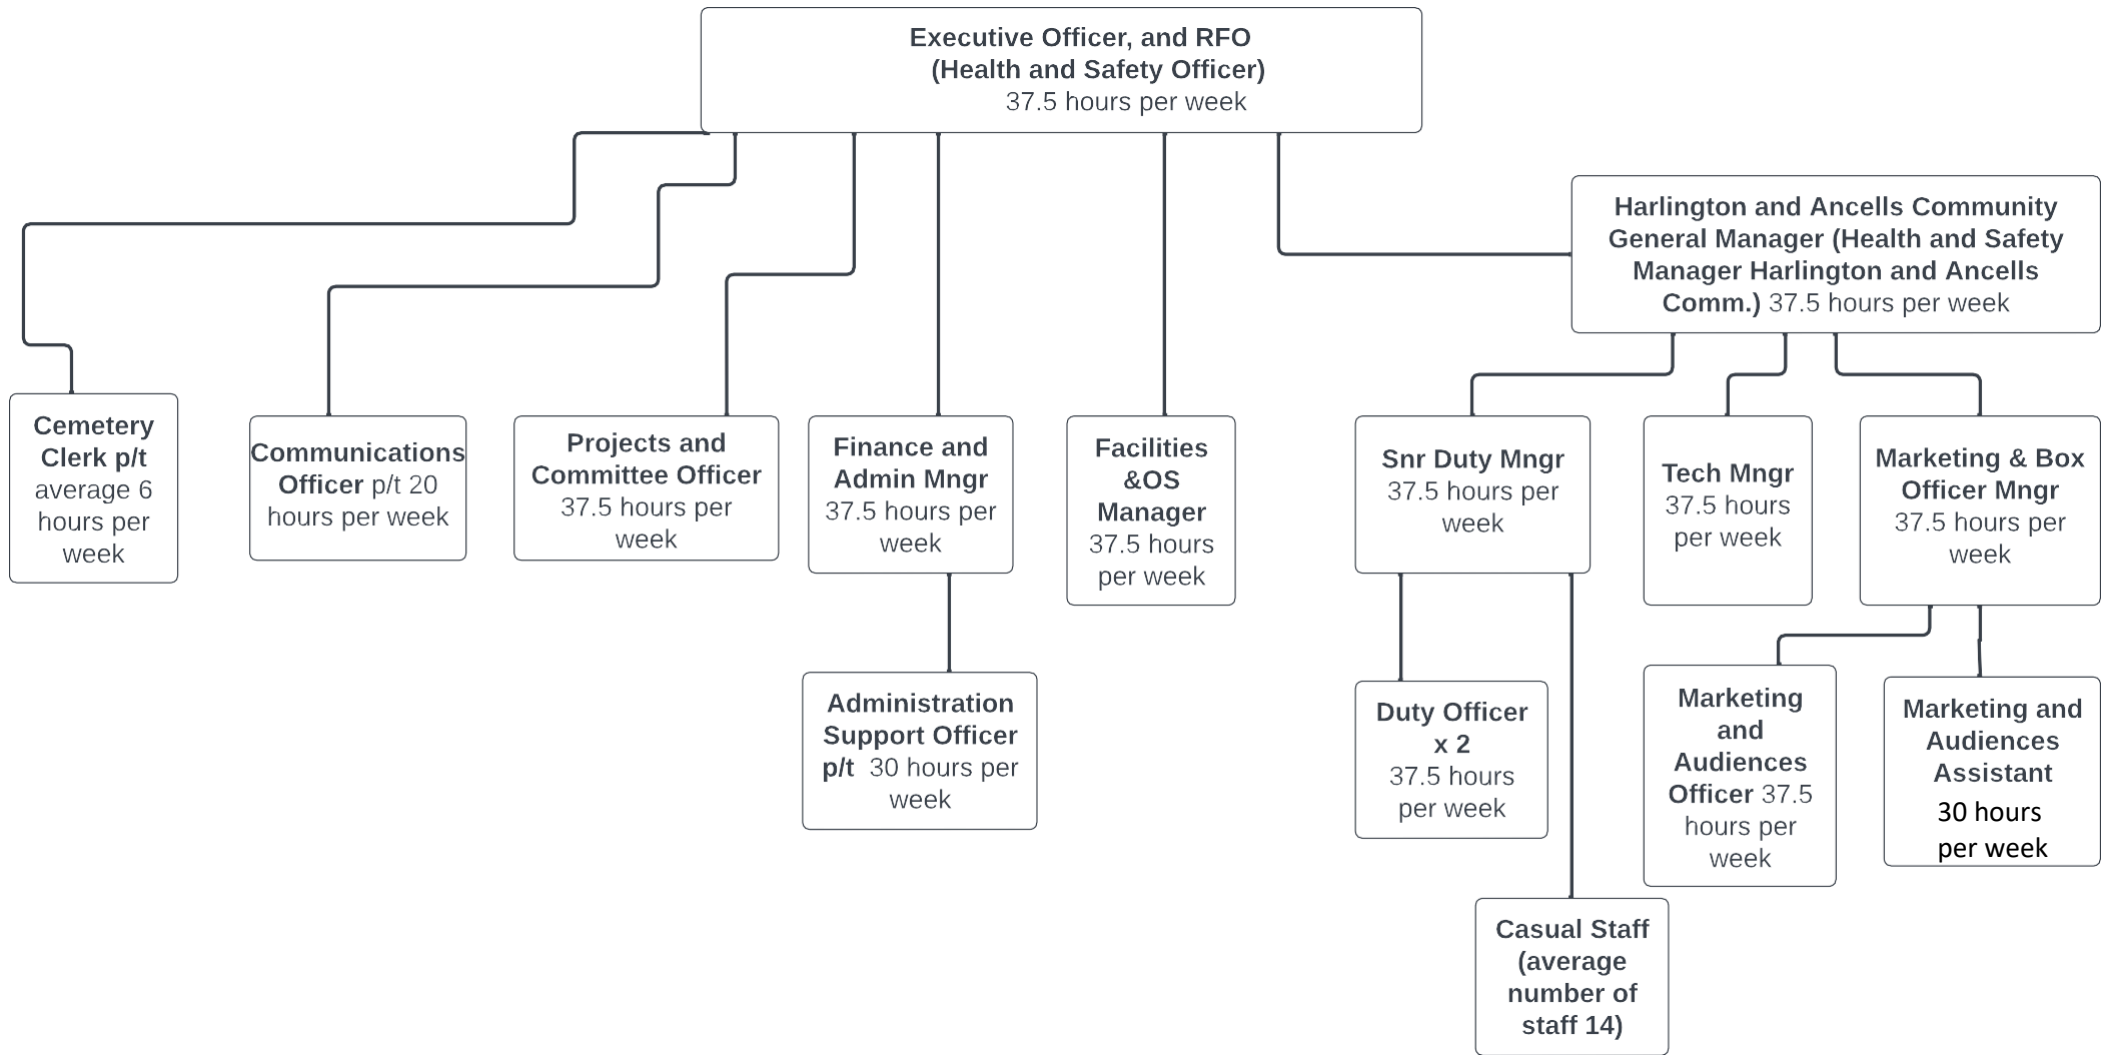 Executive Officer, and RFO
(Health and Safety Officer)
37.5 hours per week
Harlington and Ancells Community
General Manager (Health and Safety
Manager Harlington and Ancells
Comm.) 37.5 hours per week
Cemetery
Clerk p/t
average 6
hours per
week
Communications
Officer p/t 20
hours per week
Projects and
Committee Officer
37.5 hours per
week
Finance and
Admin Mngr
37.5 hours per
week
Facilities
&OS
Manager
37.5 hours
per week
Snr Duty Mngr
37.5 hours per
week
Tech Mngr
37.5 hours
per week
Marketing & Box
Officer Mngr
37.5 hours per
week
Administration
Support Officer
p/t 30 hours per
week
Duty Officer
x 2
37.5 hours
per week
Marketing
and
Audiences
Officer 37.5
hours per
week
Marketing and
Audiences
Assistant
30 hours
per week
Casual Staff
(average
number of
staff 14)